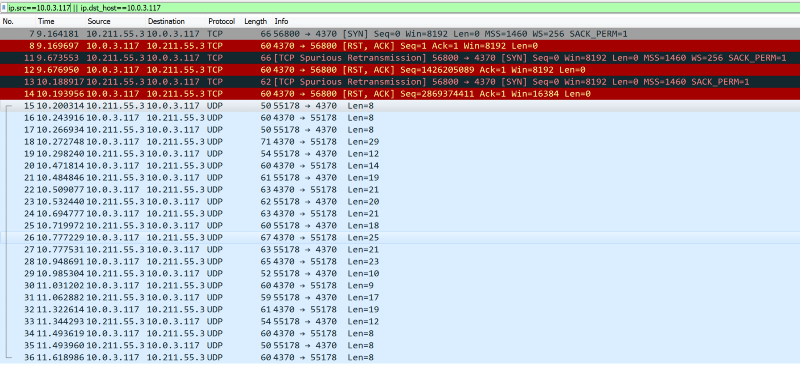 ip.src==10.0.3.117 || ip.dst_host==10.0.3.117
No. Time Source Destination Protocol Length Info
7 9.164181 10.211.55.3 10.0.3.117 TCP 66 56800 → 4370 [SYN] Seq=0 Win=8192 Len=0 MSS=1460 WS=256 SACK_PERM=1
8 9.169697 10.0.3.117 10.211.55.3 TCP 60 4370 → 56800 [RST, ACK] Seq=1 Ack=1 Win=8192 Len=0
11 9.673553 10.211.55.3 10.0.3.117 TCP 66 [TCP Spurious Retransmission] 56800 → 4370 [SYN] Seq=0 Win=8192 Len=0 MSS=1460 WS=256 SACK_PERM=1
12 9.676950 10.0.3.117 10.211.55.3 TCP 60 4370 → 56800 [RST, ACK] Seq=1426205089 Ack=1 Win=8192 Len=0
13 10.188917 10.211.55.3 10.0.3.117 TCP 62 [TCP Spurious Retransmission] 56800 → 4370 [SYN] Seq=0 Win=8192 Len=0 MSS=1460 SACK_PERM=1
14 10.193956 10.0.3.117 10.211.55.3 TCP 60 4370 → 56800 [RST, ACK] Seq=2869374411 Ack=1 Win=16384 Len=0
15 10.200314 10.211.55.3 10.0.3.117 UDP 50 55178 → 4370 Len=8
16 10.243916 10.0.3.117 10.211.55.3 UDP 60 4370 → 55178 Len=8
17 10.266934 10.211.55.3 10.0.3.117 UDP 50 55178 → 4370 Len=8
18 10.272748 10.0.3.117 10.211.55.3 UDP 71 4370 → 55178 Len=29
19 10.298240 10.211.55.3 10.0.3.117 UDP 54 55178 → 4370 Len=12
20 10.471814 10.0.3.117 10.211.55.3 UDP 60 4370 → 55178 Len=14
21 10.484846 10.211.55.3 10.0.3.117 UDP 61 55178 → 4370 Len=19
22 10.509077 10.0.3.117 10.211.55.3 UDP 63 4370 → 55178 Len=21
23 10.532440 10.211.55.3 10.0.3.117 UDP 62 55178 → 4370 Len=20
24 10.694777 10.0.3.117 10.211.55.3 UDP 63 4370 → 55178 Len=21
25 10.719972 10.211.55.3 10.0.3.117 UDP 60 55178 → 4370 Len=18
26 10.777229 10.0.3.117 10.211.55.3 UDP 67 4370 → 55178 Len=25
27 10.777531 10.211.55.3 10.0.3.117 UDP 63 55178 → 4370 Len=21
28 10.948691 10.0.3.117 10.211.55.3 UDP 65 4370 → 55178 Len=23
29 10.985304 10.211.55.3 10.0.3.117 UDP 52 55178 → 4370 Len=10
30 11.031202 10.0.3.117 10.211.55.3 UDP 60 4370 → 55178 Len=9
31 11.062882 10.211.55.3 10.0.3.117 UDP 59 55178 → 4370 Len=17
32 11.322614 10.0.3.117 10.211.55.3 UDP 61 4370 → 55178 Len=19
33 11.344293 10.211.55.3 10.0.3.117 UDP 54 55178 → 4370 Len=12
34 11.493619 10.0.3.117 10.211.55.3 UDP 60 4370 → 55178 Len=8
35 11.493960 10.211.55.3 10.0.3.117 UDP 50 55178 → 4370 Len=8
36 11.618986 10.0.3.117 10.211.55.3 UDP 60 4370 → 55178 Len=8